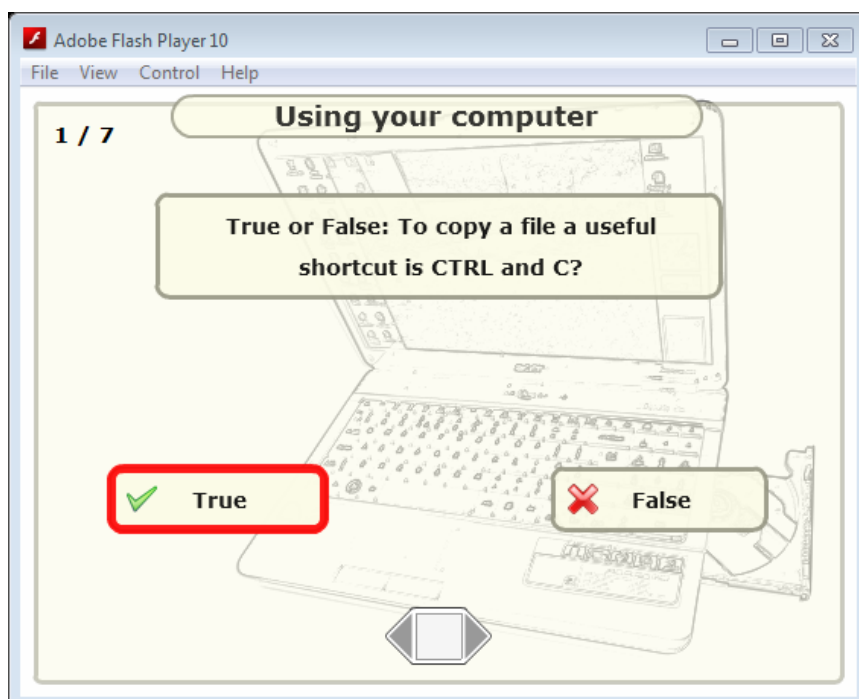 Adobe Flash Player 10
File View Control Help
Using your computer
1 / 7
True or False: To copy a file a useful
shortcut is CTRL and C?
True
False